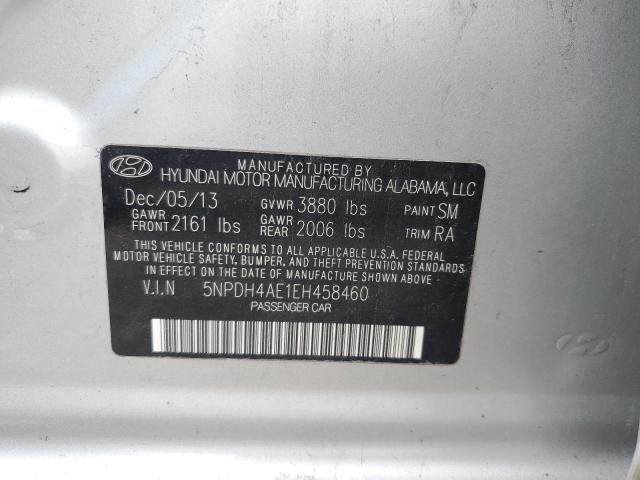 MANUFACTURED BY
HYUNDAI MOTOR MANUFACTURING ALABAMA, LLC
Dec/05/13 GVWR 3880 lbs PAINT SM
GAWR FRONT 2161 lbs GAWR REAR 2006 lbs TRIM RA
THIS VEHICLE CONFORMS TO ALL APPLICABLE U.S.A. FEDERAL
MOTOR VEHICLE SAFETY, BUMPER, AND THEFT PREVENTION
STANDARDS IN EFFECT ON THE DATE OF MANUFACTURE SHOWN ABOVE.
V.I.N 5NPDH4AE1EH458460
PASSENGER CAR